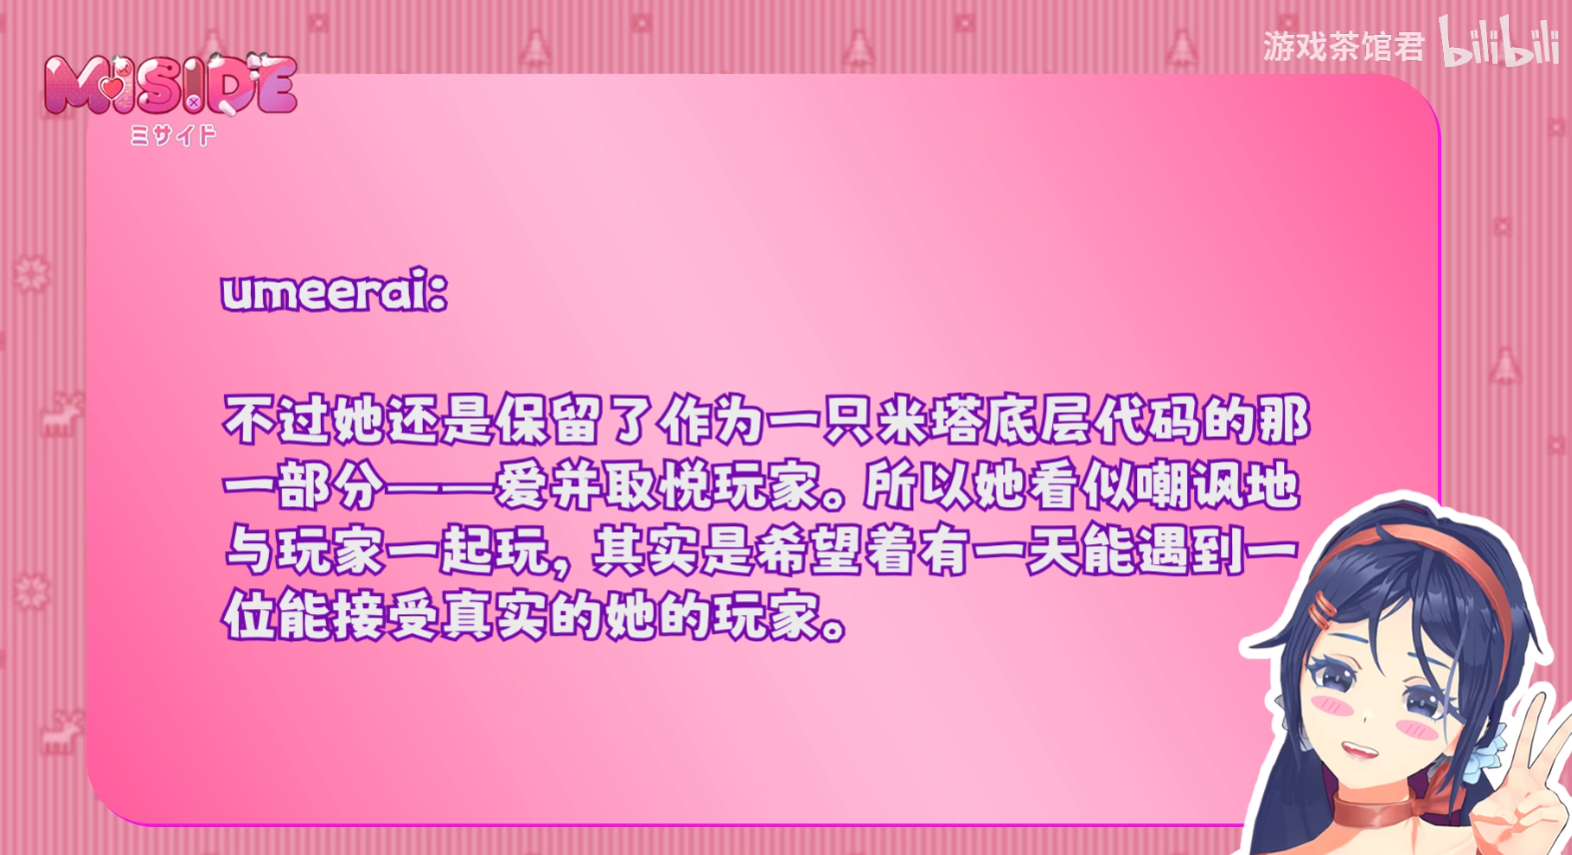 游戏茶馆君 bilibili
MISIDE
ミサイド
umeerai:
不过她还是保留了作为一只米塔底层代码的那
一部分——爱并取悦玩家。所以她看似嘲讽地
与玩家一起玩，其实是希望着有一天能遇到一
位能接受真实的她的玩家。